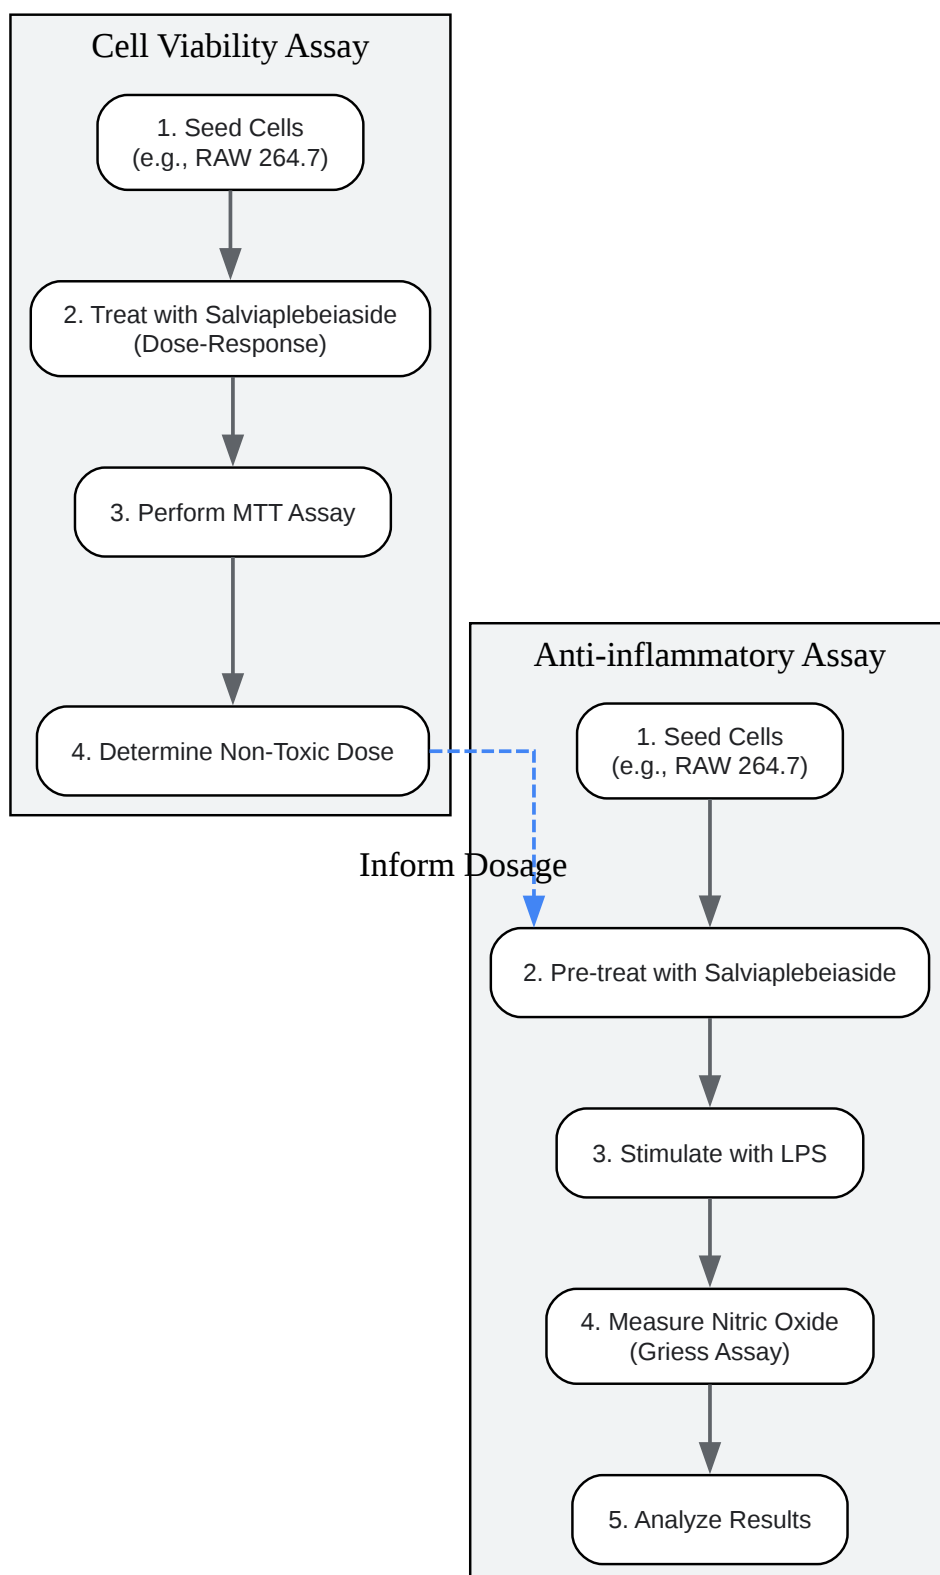 Cell Viability Assay
1. Seed Cells
(e.g., RAW 264.7)
2. Treat with Salviaplebeiaside
(Dose-Response)
3. Perform MTT Assay
4. Determine Non-Toxic Dose
Inform Dosage
Anti-inflammatory Assay
1. Seed Cells
(e.g., RAW 264.7)
2. Pre-treat with Salviaplebeiaside
3. Stimulate with LPS
4. Measure Nitric Oxide
(Griess Assay)
5. Analyze Results